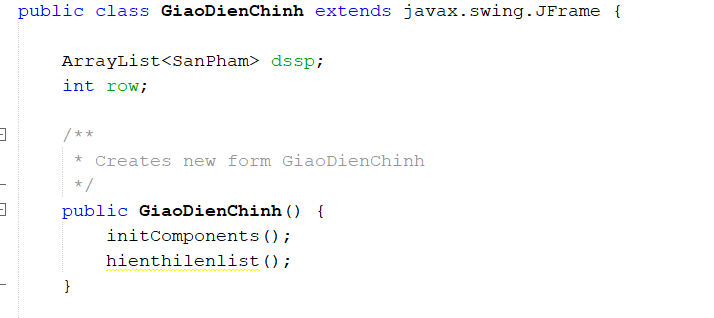 public class GiaoDienChinh extends javax.swing.JFrame {
ArrayList<SanPham> dssp;
int row;
/**
* Creates new form GiaoDienChinh
*/
public GiaoDienChinh() {
initComponents();
hienthilenlist();
}